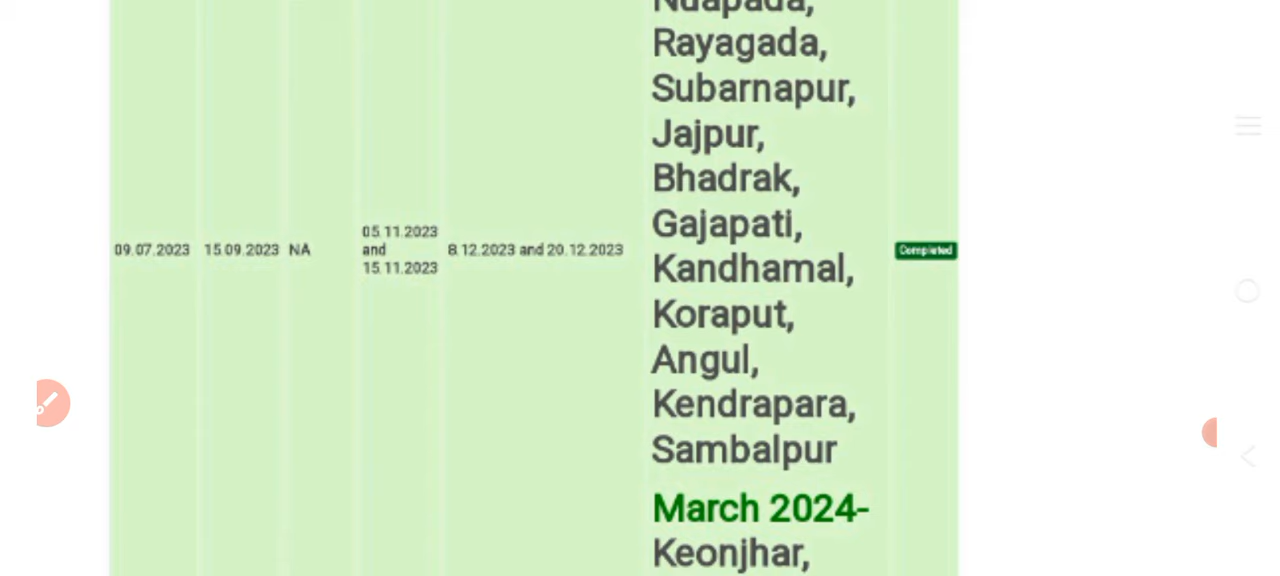 Nuapada,
Rayagada,
Subarnapur,
Jajpur,
Bhadrak,
Gajapati,
Kandhamal,
Koraput,
Angul,
Kendrapara,
Sambalpur
March 2024-
Keonjhar,
09.07.2023
15.09.2023
NA
05.11.2023
and
15.11.2023
8.12.2023 and 20.12.2023
Completed